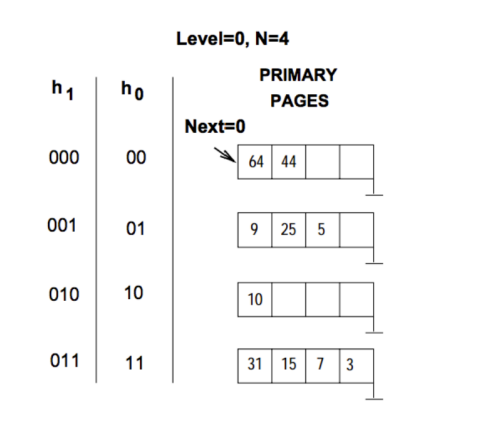 Level=0, N=4
h1 h0 PRIMARY
PAGES
Next=0
000 00 64 44
001 01 9 25 5
010 10 10
011 11 31 15 7 3